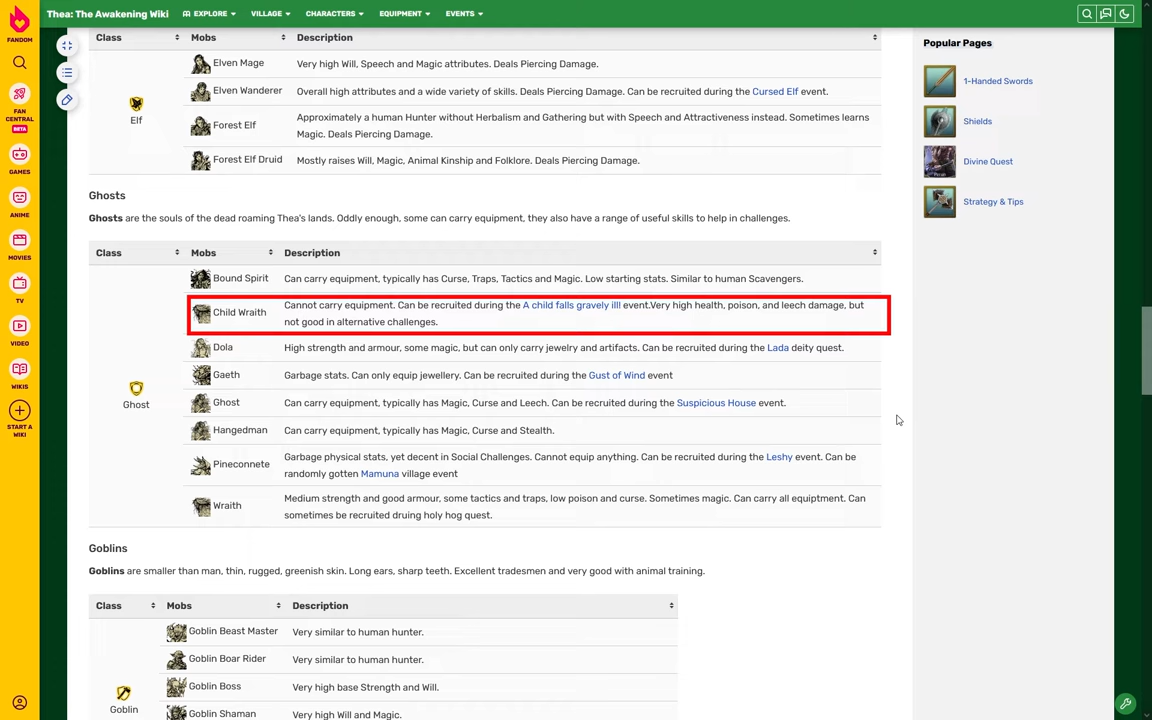 Thea: The Awakening Wiki
EXPLORE
VILLAGE
CHARACTERS
EQUIPMENT
EVENTS
FANDOM
FAN
CENTRAL
BETA
GAMES
ANIME
MOVIES
TV
VIDEO
WIKIS
START A
WIKI
Class Mobs Description
Elf
Elven Mage Very high Will, Speech and Magic attributes. Deals Piercing Damage.
Elven Wanderer Overall high attributes and a wide variety of skills. Deals Piercing Damage. Can be recruited during the Cursed Elf event.
Forest Elf Approximately a human Hunter without Herbalism and Gathering but with Speech and Attractiveness instead. Sometimes learns
Magic. Deals Piercing Damage.
Forest Elf Druid Mostly raises Will, Magic, Animal Kinship and Folklore. Deals Piercing Damage.
Ghosts
Ghosts are the souls of the dead roaming Thea's lands. Oddly enough, some can carry equipment, they also have a range of useful skills to help in challenges.
Class Mobs Description
Ghost
Bound Spirit Can carry equipment, typically has Curse, Traps, Tactics and Magic. Low starting stats. Similar to human Scavengers.
Child Wraith Cannot carry equipment. Can be recruited during the A child falls gravely illl event.Very high health, poison, and leech damage, but
not good in alternative challenges.
Dola High strength and armour, some magic, but can only carry jewelry and artifacts. Can be recruited during the Lada deity quest.
Gaeth Garbage stats. Can only equip jewellery. Can be recruited during the Gust of Wind event
Ghost Can carry equipment, typically has Magic, Curse and Leech. Can be recruited during the Suspicious House event.
Hangedman Can carry equipment, typically has Magic, Curse and Stealth.
Pineconnete Garbage physical stats, yet decent in Social Challenges. Cannot equip anything. Can be recruited during the Leshy event. Can be
randomly gotten Mamuna village event
Wraith Medium strength and good armour, some tactics and traps, low poison and curse. Sometimes magic. Can carry all equiptment. Can
sometimes be recruited druing holy hog quest.
Goblins
Goblins are smaller than man, thin, rugged, greenish skin. Long ears, sharp teeth. Excellent tradesmen and very good with animal training.
Class Mobs Description
Goblin
Goblin Beast Master Very similar to human hunter.
Goblin Boar Rider Very similar to human hunter.
Goblin Boss Very high base Strength and Will.
Goblin Shaman Very high Will and Magic.
Popular Pages
1-Handed Swords
Shields
Divine Quest
Strategy & Tips